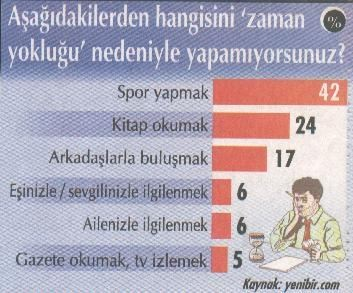 Aşağıdakilerden hangisini ‘zaman %
yokluğu’ nedeniyle yapamıyorsunuz?
Spor yapmak 42
Kitap okumak 24
Arkadaşlarla buluşmak 17
Eşinizle / sevgilinizle ilgilenmek 6
Ailenizle ilgilenmek 6
Gazete okumak, tv izlemek 5
Kaynak: yenibir.com